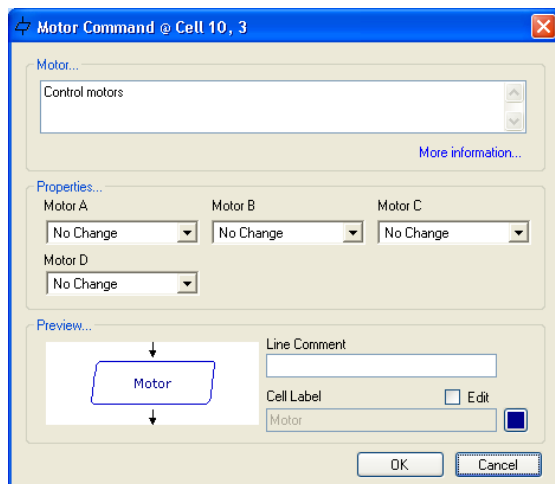 Motor Command @ Cell 10, 3
Motor...
Control motors
More information...
Properties...
Motor A Motor B Motor C
No Change No Change No Change
Motor D
No Change
Preview...
Motor
Line Comment
Cell Label Edit
Motor
OK Cancel